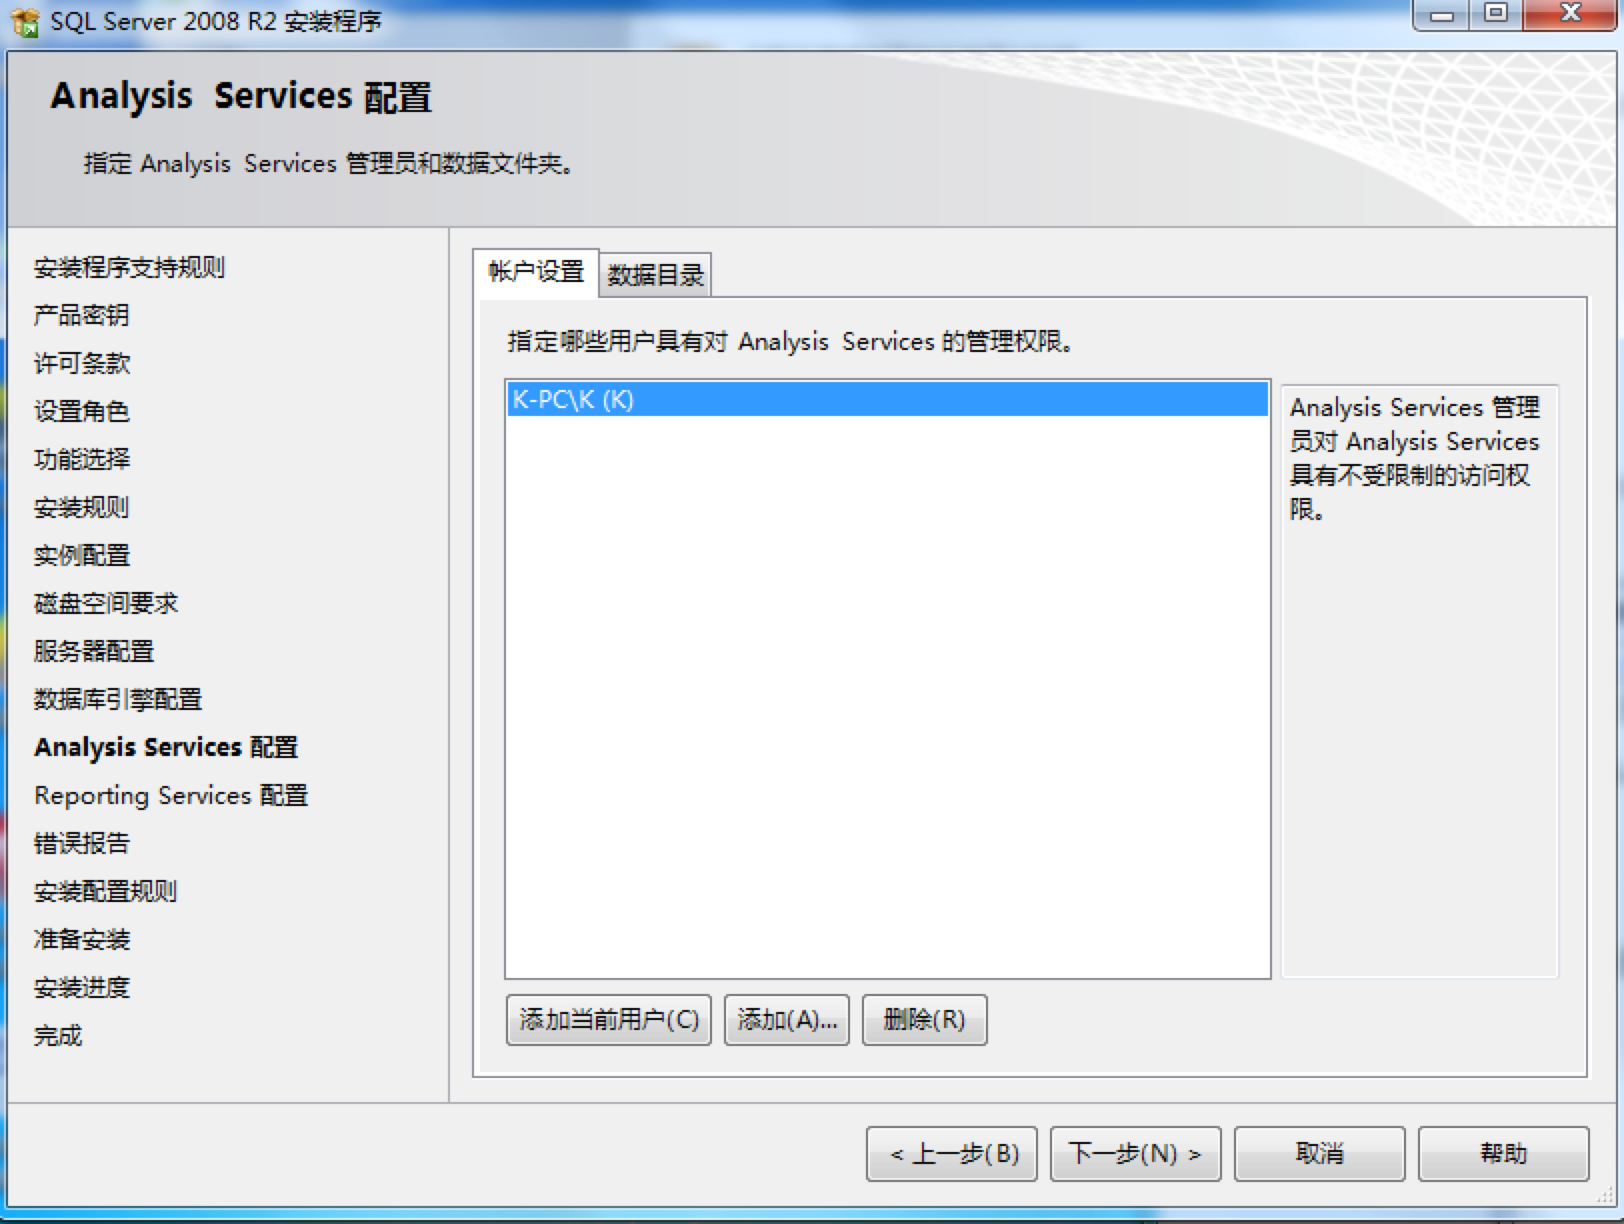 SQL Server 2008 R2 安装程序
Analysis Services 配置
指定 Analysis Services 管理员和数据文件夹。
安装程序支持规则
产品密钥
许可条款
设置角色
功能选择
安装规则
实例配置
磁盘空间要求
服务器配置
数据库引擎配置
Analysis Services 配置
Reporting Services 配置
错误报告
安装配置规则
准备安装
安装进度
完成
帐户设置
数据目录
指定哪些用户具有对 Analysis Services 的管理权限。
K-PC\K (K)
Analysis Services 管理
员对 Analysis Services
具有不受限制的访问权
限。
添加当前用户(C)
添加(A)...
删除(R)
< 上一步(B)
下一步(N) >
取消
帮助